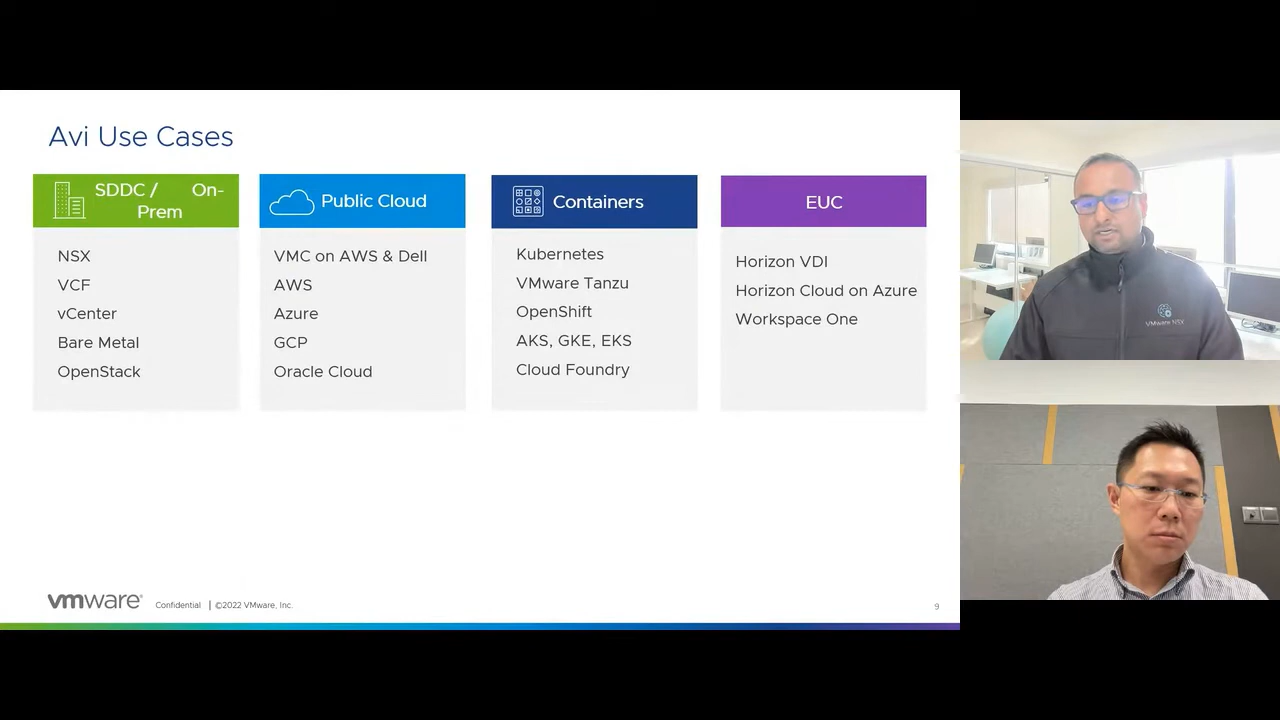 Avi Use Cases
SDDC / On-
Prem
NSX
VCF
vCenter
Bare Metal
OpenStack
Public Cloud
VMC on AWS & Dell
AWS
Azure
GCP
Oracle Cloud
Containers
Kubernetes
VMware Tanzu
OpenShift
AKS, GKE, EKS
Cloud Foundry
EUC
Horizon VDI
Horizon Cloud on Azure
Workspace One
vmware®
Confidential | ©2022 VMware, Inc.
9
VMware NSX